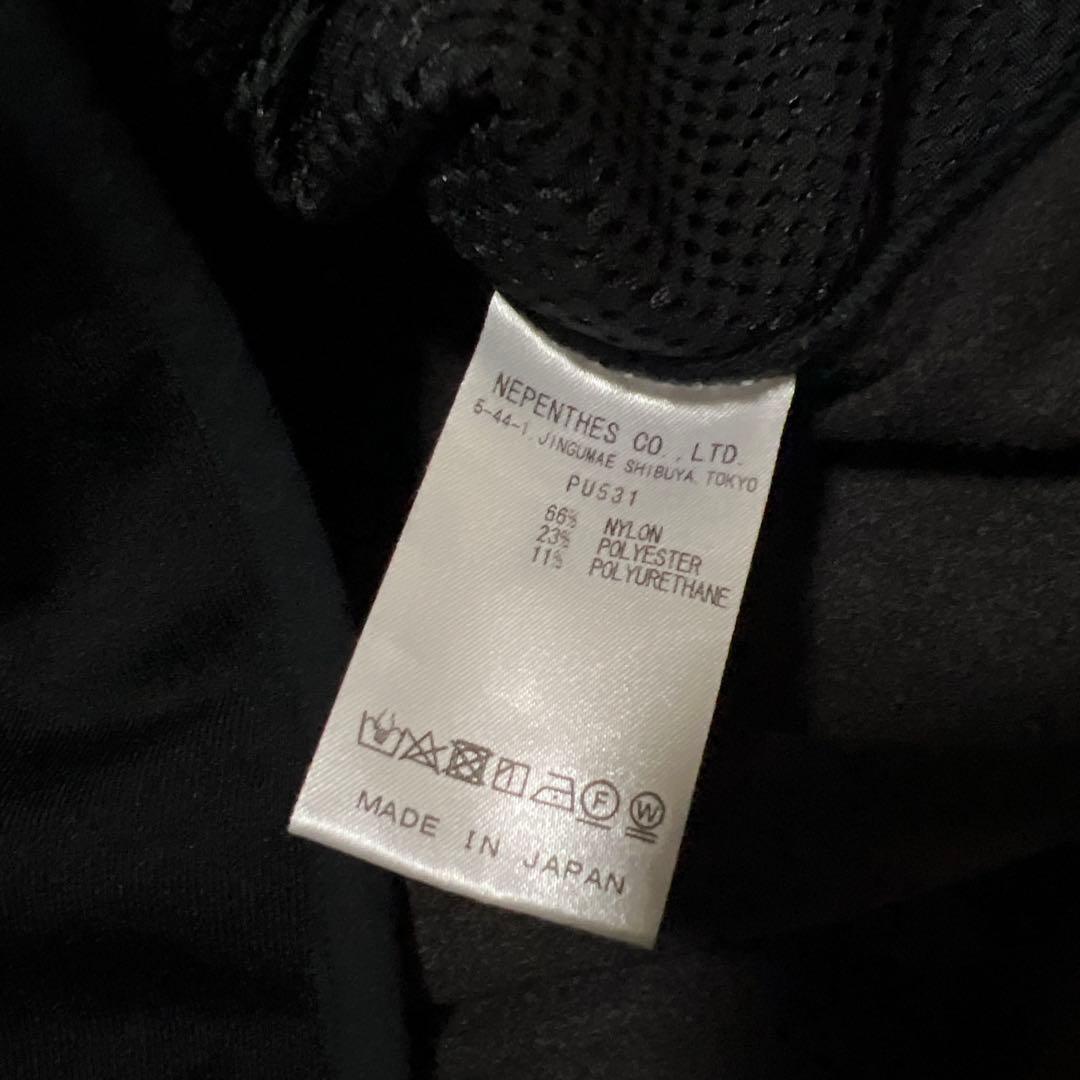 NEPENTHES CO.,LTD.
5-44-1,JINGUMAE SHIBUYA,TOKYO
PU531
66% NYLON
23% POLYESTER
11% POLYURETHANE
F W
MADE IN JAPAN